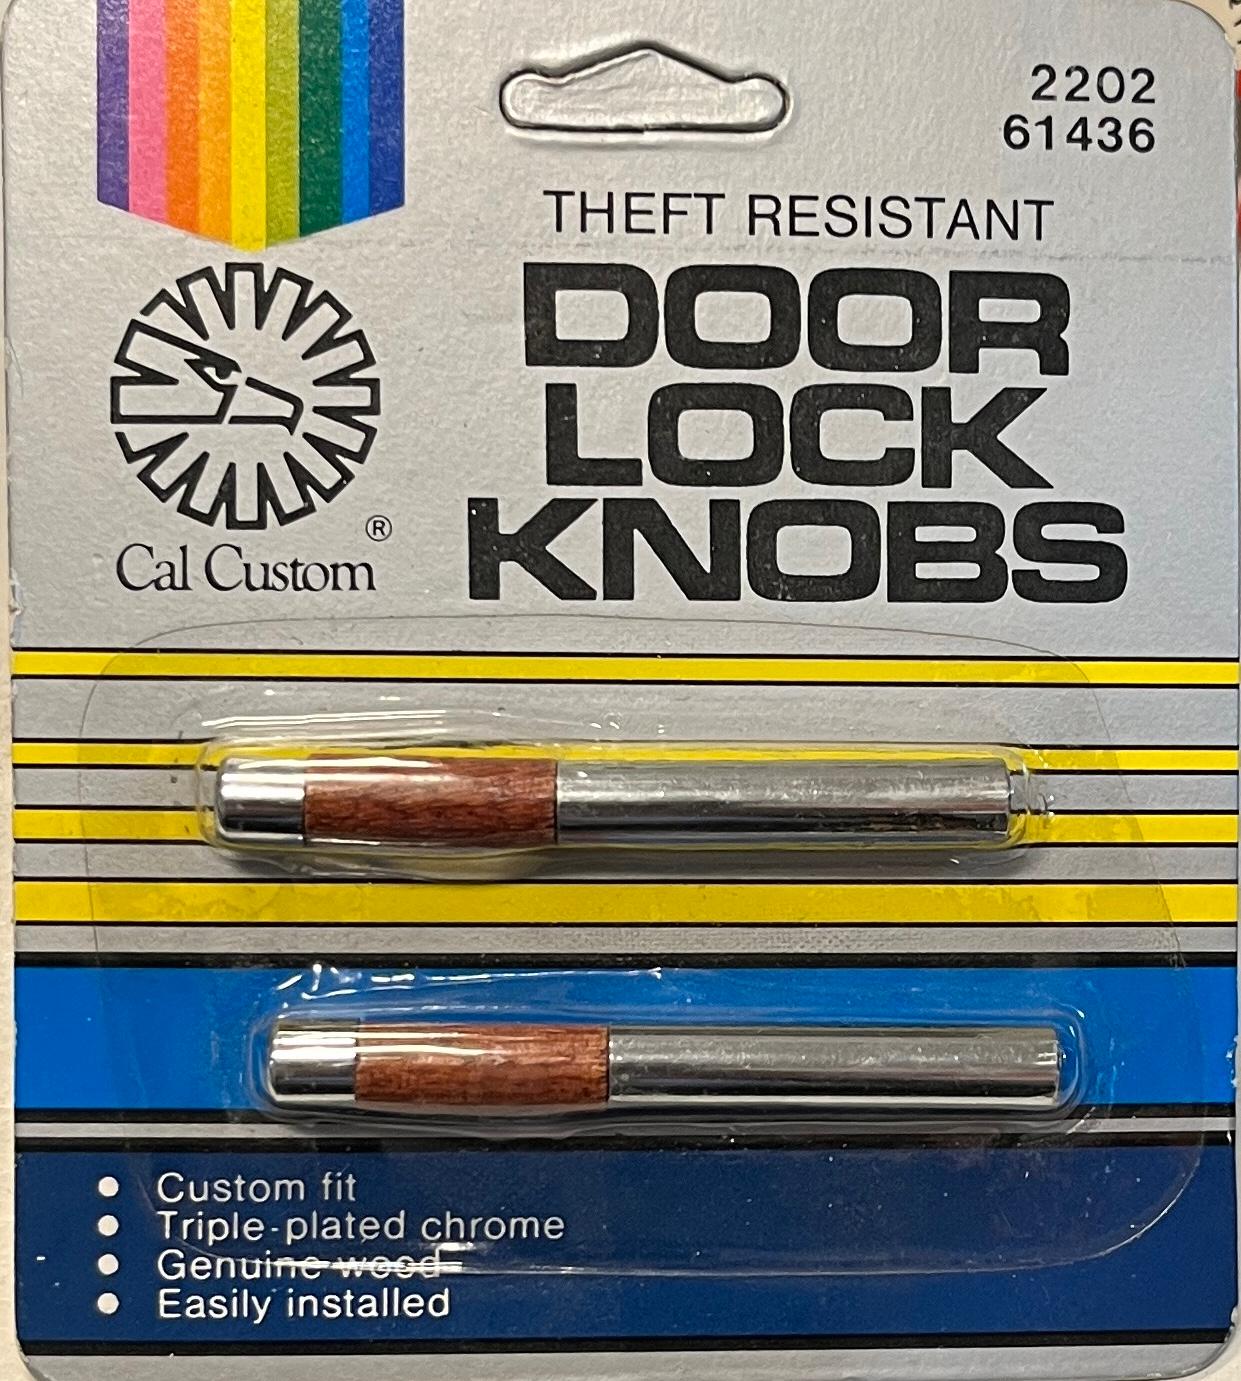 2202
61436
THEFT RESISTANT
DOOR
LOCK
KNOBS
®
Cal Custom
• Custom fit
• Triple-plated chrome
• Genuine wood
• Easily installed